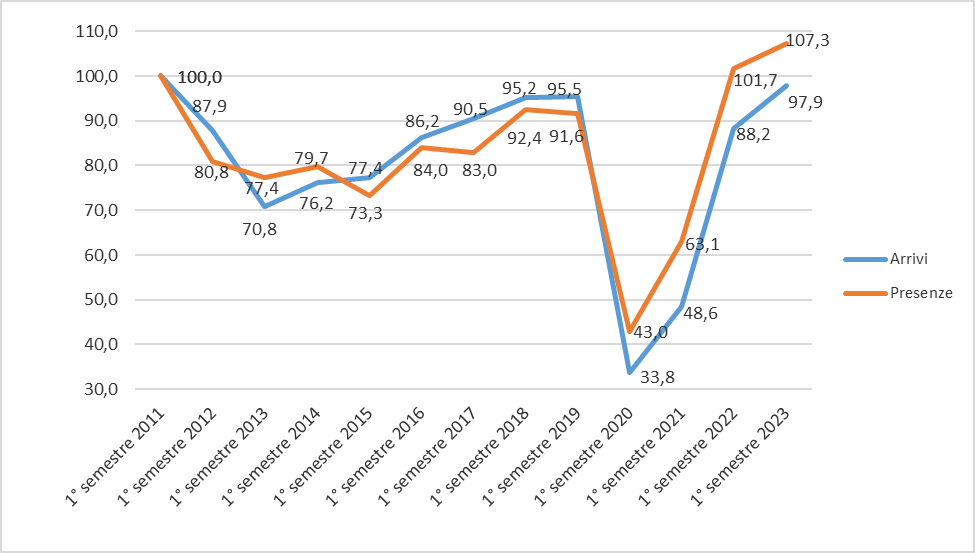 110,0
100,0
90,0
80,0
70,0
60,0
50,0
40,0
30,0
100,0
87,9
80,8
77,4
70,8
79,7
76,2
77,4
73,3
86,2
84,0
90,5
83,0
95,2
92,4
95,5
91,6
43,0
33,8
63,1
48,6
101,7
88,2
107,3
97,9
1° semestre 2011
1° semestre 2012
1° semestre 2013
1° semestre 2014
1° semestre 2015
1° semestre 2016
1° semestre 2017
1° semestre 2018
1° semestre 2019
1° semestre 2020
1° semestre 2021
1° semestre 2022
1° semestre 2023
Arrivi
Presenze